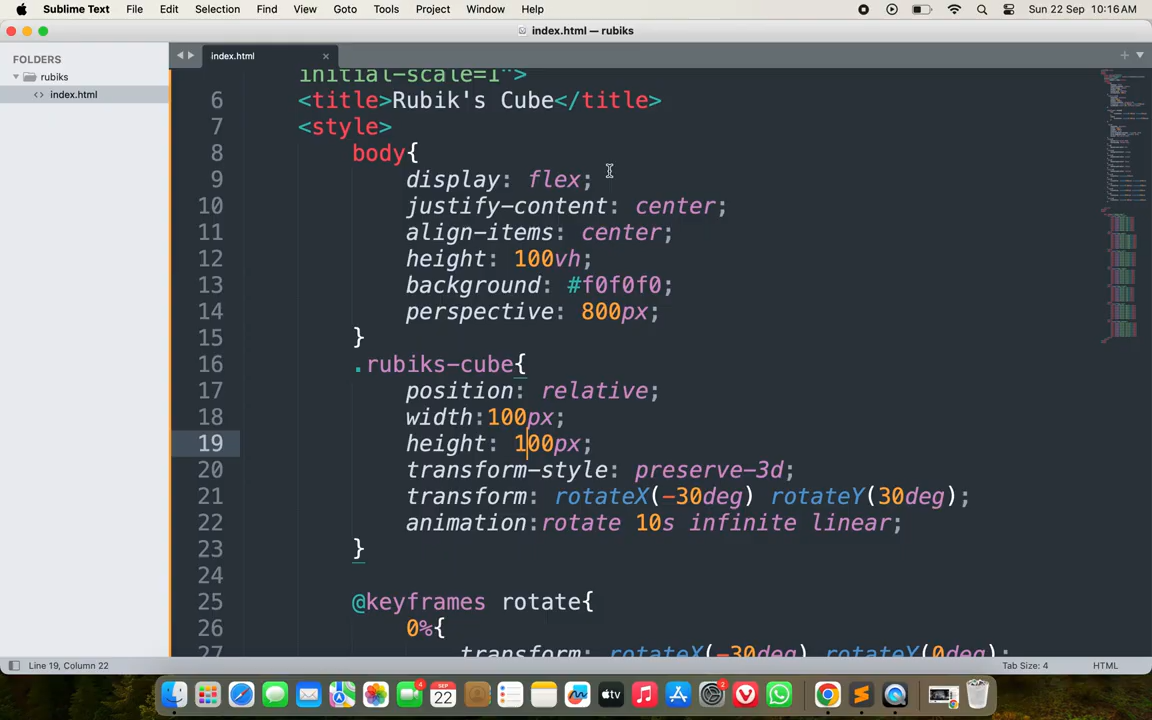 Sublime Text File Edit Selection Find View Goto Tools Project Window Help Sun 22 Sep 10:16 AM
index.html — rubiks
FOLDERS
rubiks
index.html
index.html
initial-scale=1">
6 <title>Rubik's Cube</title>
7 <style>
8 body{
9 display: flex;
10 justify-content: center;
11 align-items: center;
12 height: 100vh;
13 background: #f0f0f0;
14 perspective: 800px;
15 }
16 .rubiks-cube{
17 position: relative;
18 width:100px;
19 height: 100px;
20 transform-style: preserve-3d;
21 transform: rotateX(-30deg) rotateY(30deg);
22 animation:rotate 10s infinite linear;
23 }
24
25 @keyframes rotate{
26 0%{
27 transform: rotateX(-30deg) rotateY(0deg);
Line 19, Column 22 Tab Size: 4 HTML
4 SEP 22 2 tv